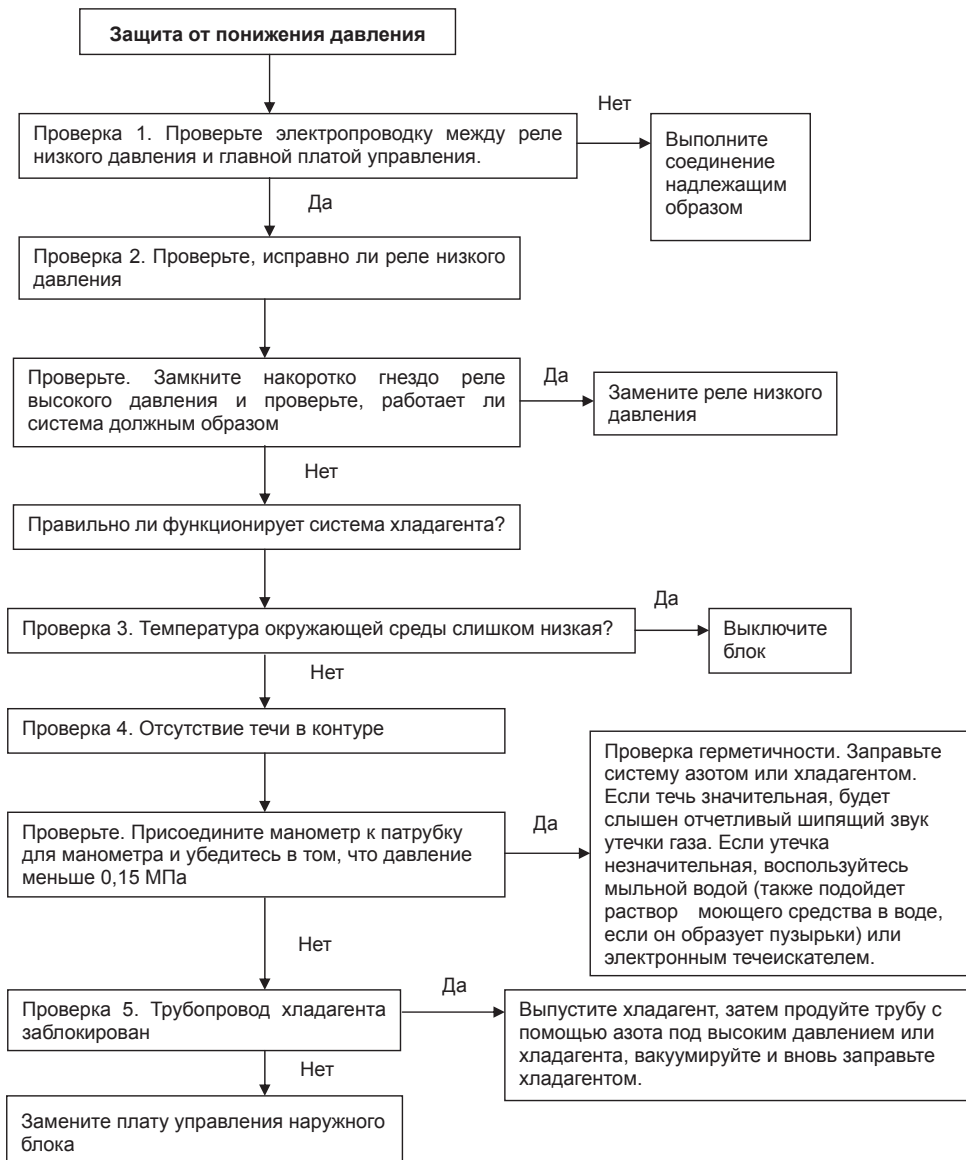 Защита от понижения давления
Нет
Проверка 1. Проверьте электропроводку между реле
низкого давления и главной платой управления.
Выполните
соединение
надлежащим
образом
Да
Проверка 2. Проверьте, исправно ли реле низкого
давления
Проверьте. Замкните накоротко гнездо реле
высокого давления и проверьте, работает ли
система должным образом
Да
Замените реле низкого
давления
Нет
Правильно ли функционирует система хладагента?
Да
Проверка 3. Температура окружающей среды слишком низкая?
Выключите
блок
Нет
Проверка 4. Отсутствие течи в контуре
Проверьте. Присоедините манометр к патрубку
для манометра и убедитесь в том, что давление
меньше 0,15 МПа
Да
Проверка герметичности. Заправьте
систему азотом или хладагентом.
Если течь значительная, будет
слышен отчетливый шипящий звук
утечки газа. Если утечка
незначительная, воспользуйтесь
мыльной водой (также подойдет
раствор моющего средства в воде,
если он образует пузырьки) или
электронным течеискателем.
Нет
Проверка 5. Трубопровод хладагента
заблокирован
Да
Выпустите хладагент, затем продуйте трубу с
помощью азота под высоким давлением или
хладагента, вакуумируйте и вновь заправьте
хладагентом.
Нет
Замените плату управления наружного
блока